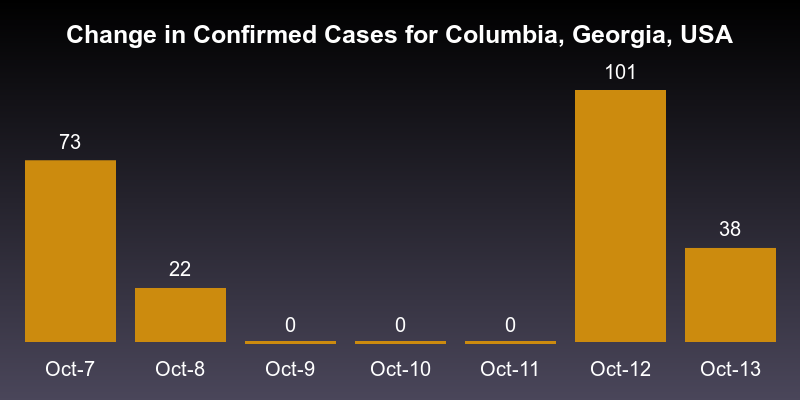 Change in Confirmed Cases for Columbia, Georgia, USA
101
73
38
22
0 0 0
Oct-7 Oct-8 Oct-9 Oct-10 Oct-11 Oct-12 Oct-13